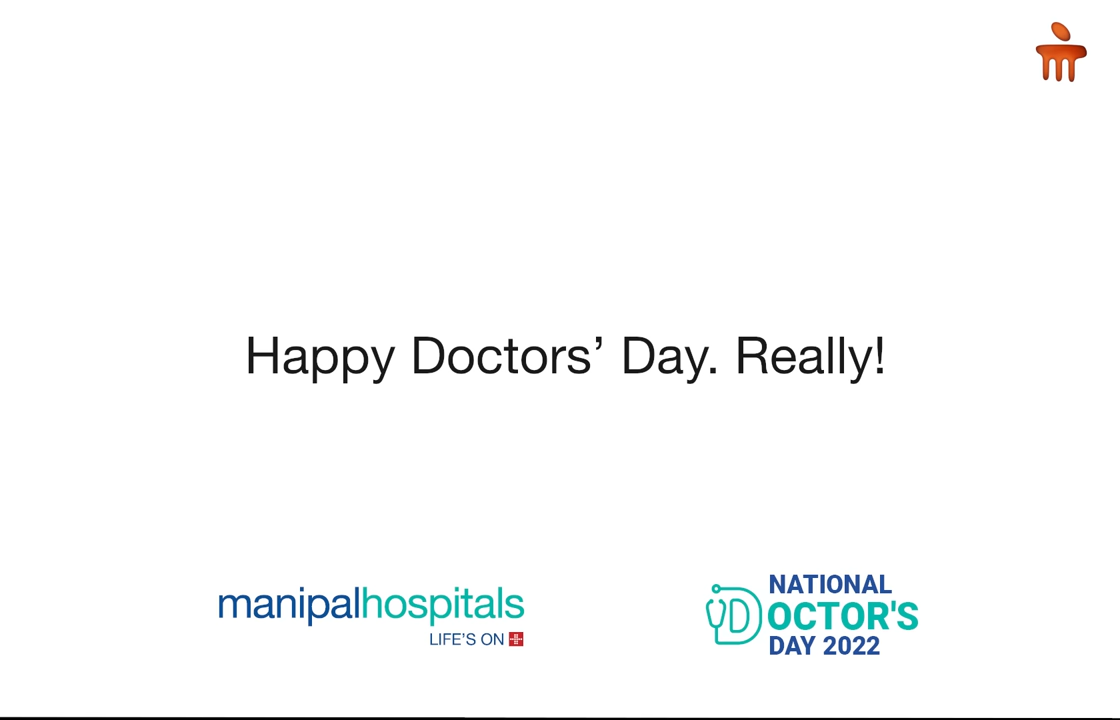 Happy Doctors’ Day. Really!
manipalhospitals
LIFE'S ON
NATIONAL
DOCTOR'S
DAY 2022